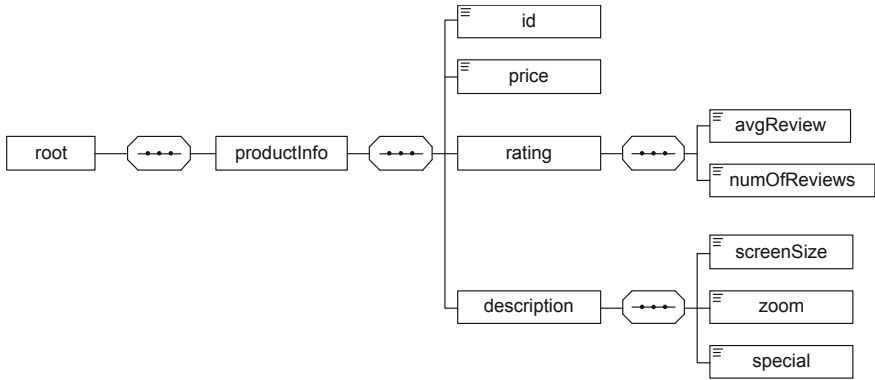 id
price
root
productInfo
rating
avgReview
numOfReviews
description
screenSize
zoom
special